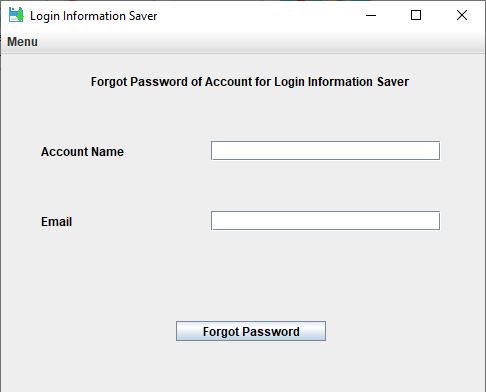 Login Information Saver
Menu
Forgot Password of Account for Login Information Saver
Account Name
Email
Forgot Password